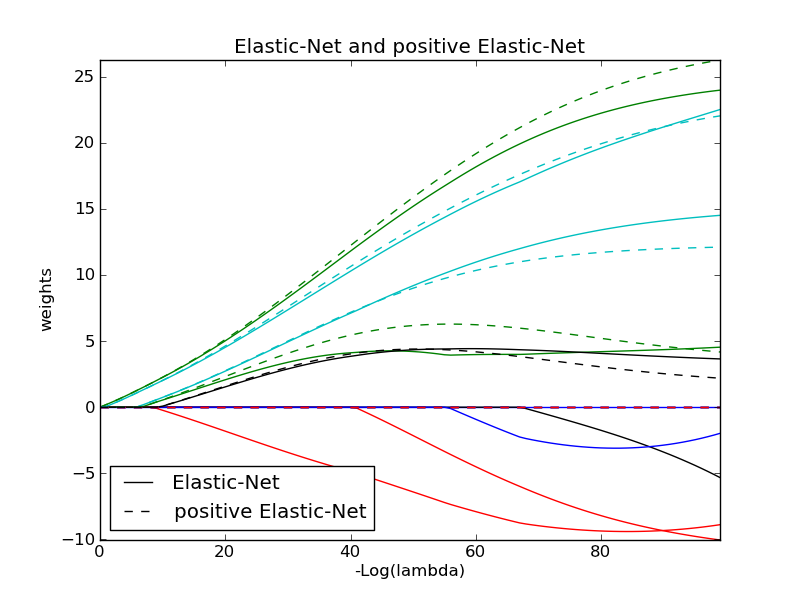 Elastic-Net and positive Elastic-Net
25
20
15
10
5
0
−5
−10
weights
Elastic-Net
positive Elastic-Net
0 20 40 60 80
-Log(lambda)